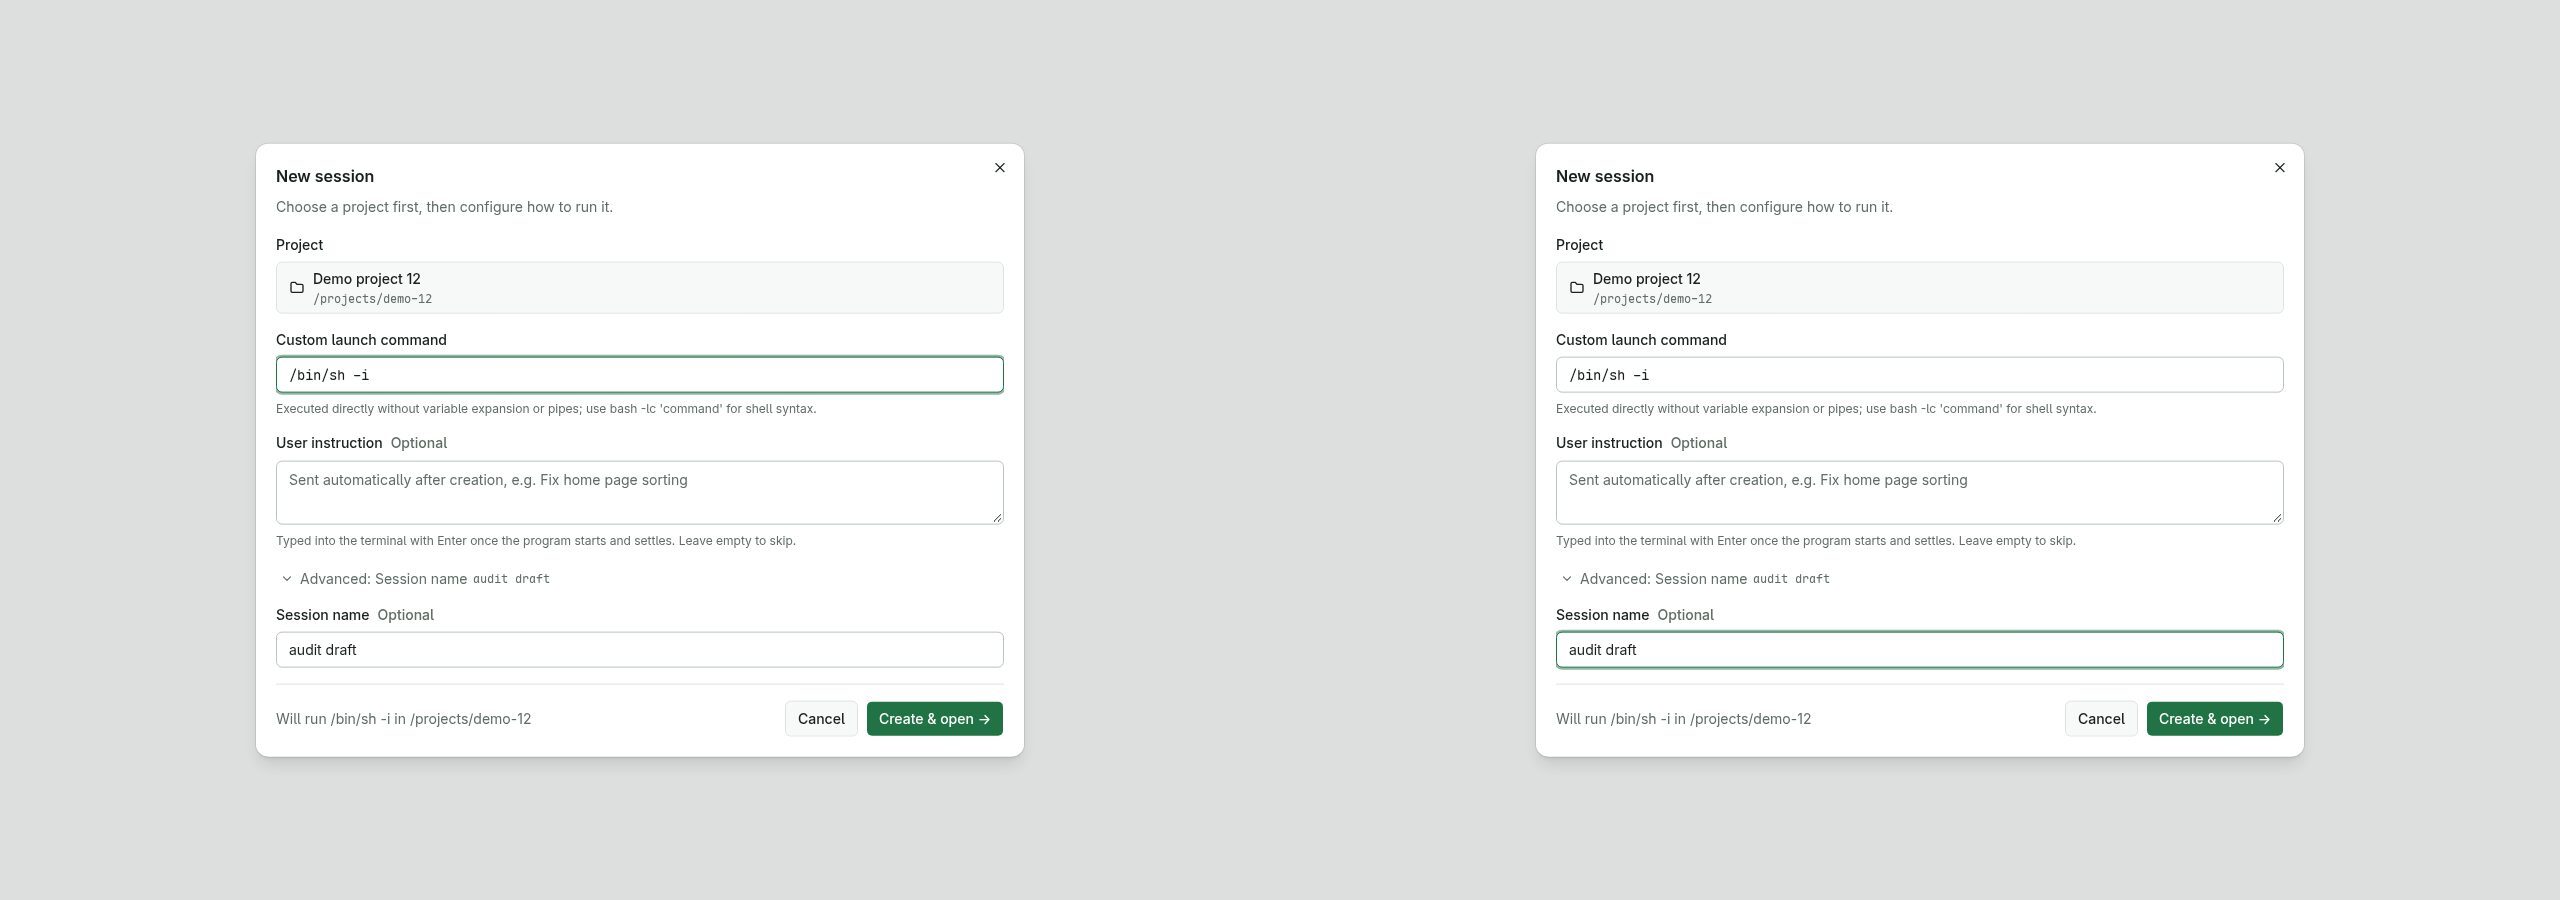 New session
Choose a project first, then configure how to run it.
Project
Demo project 12
/projects/demo-12
Custom launch command
/bin/sh -i
Executed directly without variable expansion or pipes; use bash -lc 'command' for shell syntax.
User instruction Optional
Sent automatically after creation, e.g. Fix home page sorting
Typed into the terminal with Enter once the program starts and settles. Leave empty to skip.
Advanced: Session name audit draft
Session name Optional
audit draft
Will run /bin/sh -i in /projects/demo-12
Cancel
Create & open →
New session
Choose a project first, then configure how to run it.
Project
Demo project 12
/projects/demo-12
Custom launch command
/bin/sh -i
Executed directly without variable expansion or pipes; use bash -lc 'command' for shell syntax.
User instruction Optional
Sent automatically after creation, e.g. Fix home page sorting
Typed into the terminal with Enter once the program starts and settles. Leave empty to skip.
Advanced: Session name audit draft
Session name Optional
audit draft
Will run /bin/sh -i in /projects/demo-12
Cancel
Create & open →